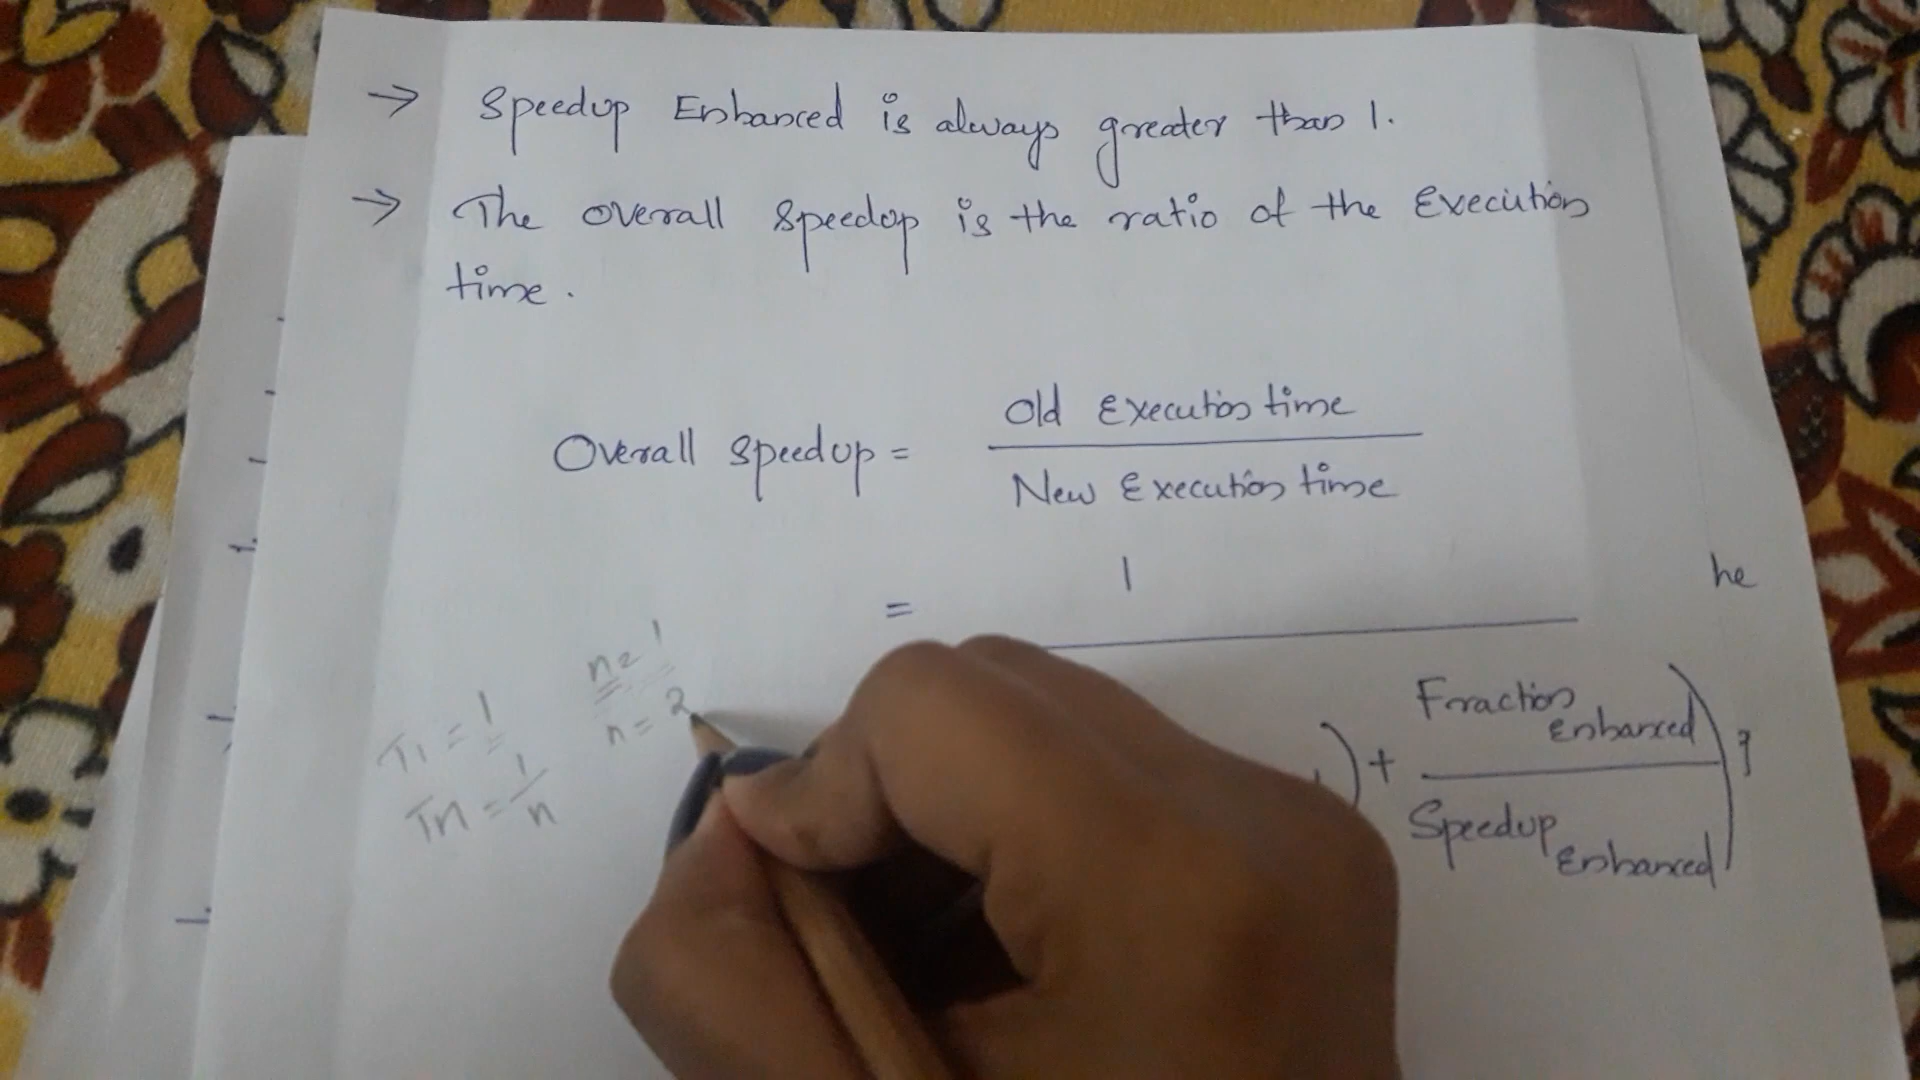 → Speedup Enhanced is always greater than 1.
→ The overall speedup is the ratio of the Execution
time.
Overall speedup = Old Execution time / New Execution time
= 1
he
) + Fraction Enhanced / Speedup Enhanced ) }
n = 1
n = 2
T1 = 1
Tn = 1/n